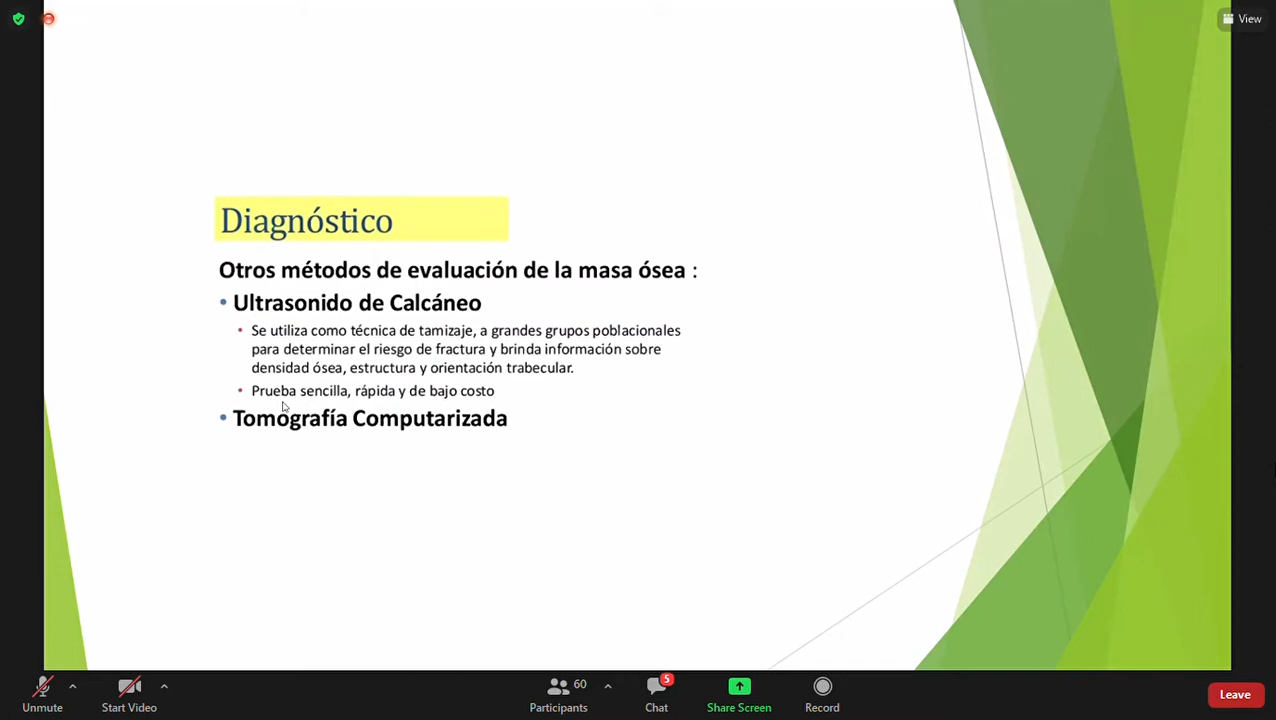 View
Diagnóstico
Otros métodos de evaluación de la masa ósea :
• Ultrasonido de Calcáneo
• Se utiliza como técnica de tamizaje, a grandes grupos poblacionales
para determinar el riesgo de fractura y brinda información sobre
densidad ósea, estructura y orientación trabecular.
• Prueba sencilla, rápida y de bajo costo
• Tomografía Computarizada
Unmute
Start Video
60
Participants
5
Chat
Share Screen
Record
Leave